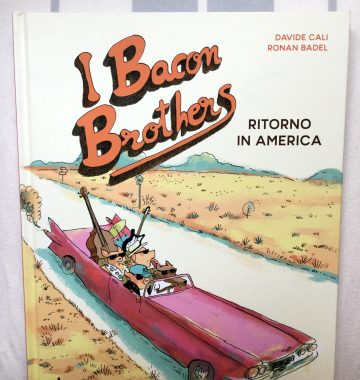 DAVIDE CALI
RONAN BADEL
I Bacon
Brothers
RITORNO
IN AMERICA